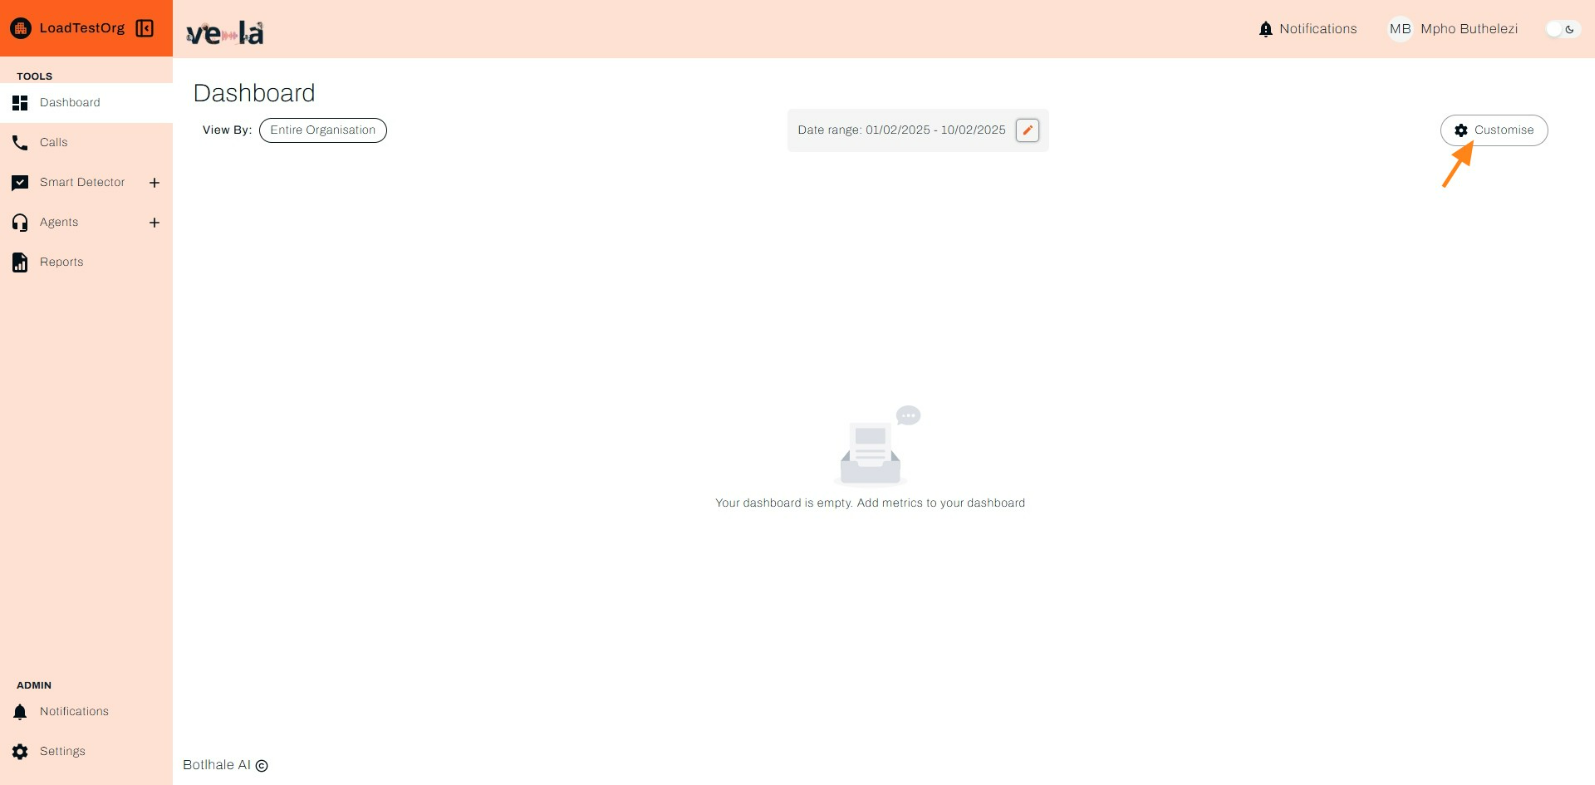 LoadTestOrg
vela
Notifications
MB Mpho Buthelezi
TOOLS
Dashboard
Calls
Smart Detector
Agents
Reports
Dashboard
View By: Entire Organisation
Date range: 01/02/2025 - 10/02/2025
Customise
Your dashboard is empty. Add metrics to your dashboard
ADMIN
Notifications
Settings
Botlhale AI ©